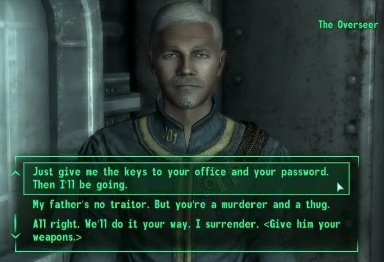 The Overseer
101
Just give me the keys to your office and your password.
Then I'll be going.
My father's no traitor. But you're a murderer and a thug.
All right. We'll do it your way. I surrender. <Give him your
weapons.>